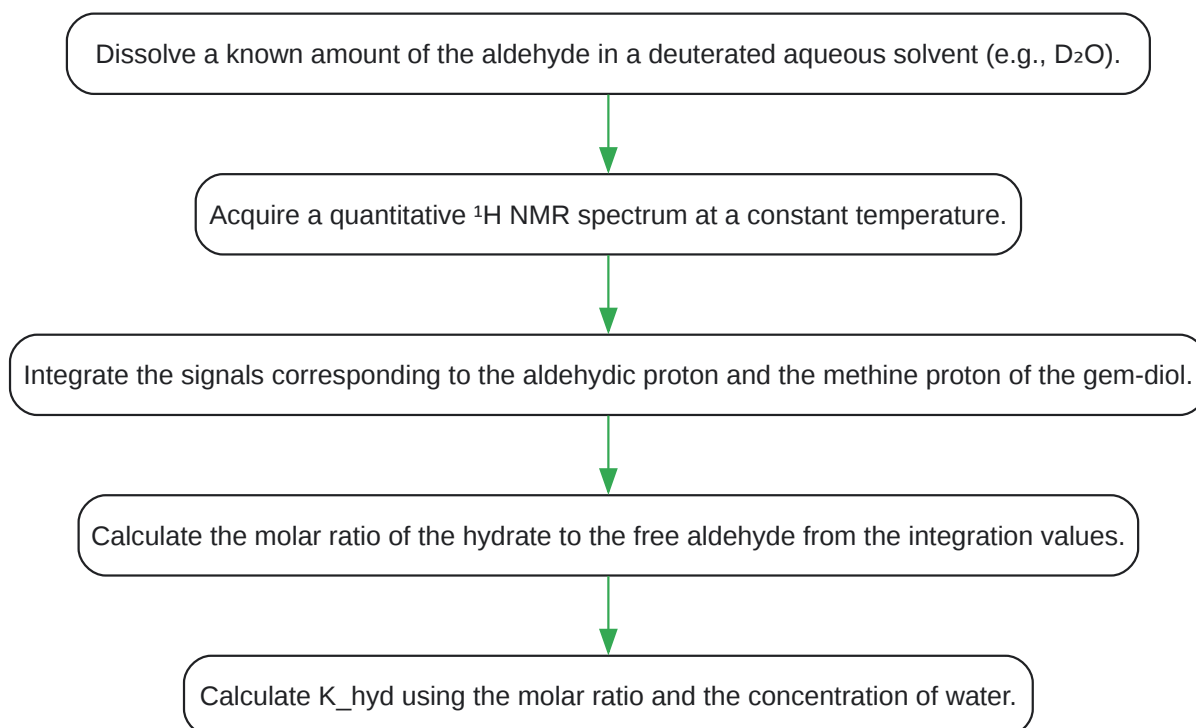 Dissolve a known amount of the aldehyde in a deuterated aqueous solvent (e.g., D₂O).
Acquire a quantitative ¹H NMR spectrum at a constant temperature.
Integrate the signals corresponding to the aldehydic proton and the methine proton of the gem-diol.
Calculate the molar ratio of the hydrate to the free aldehyde from the integration values.
Calculate K_hyd using the molar ratio and the concentration of water.